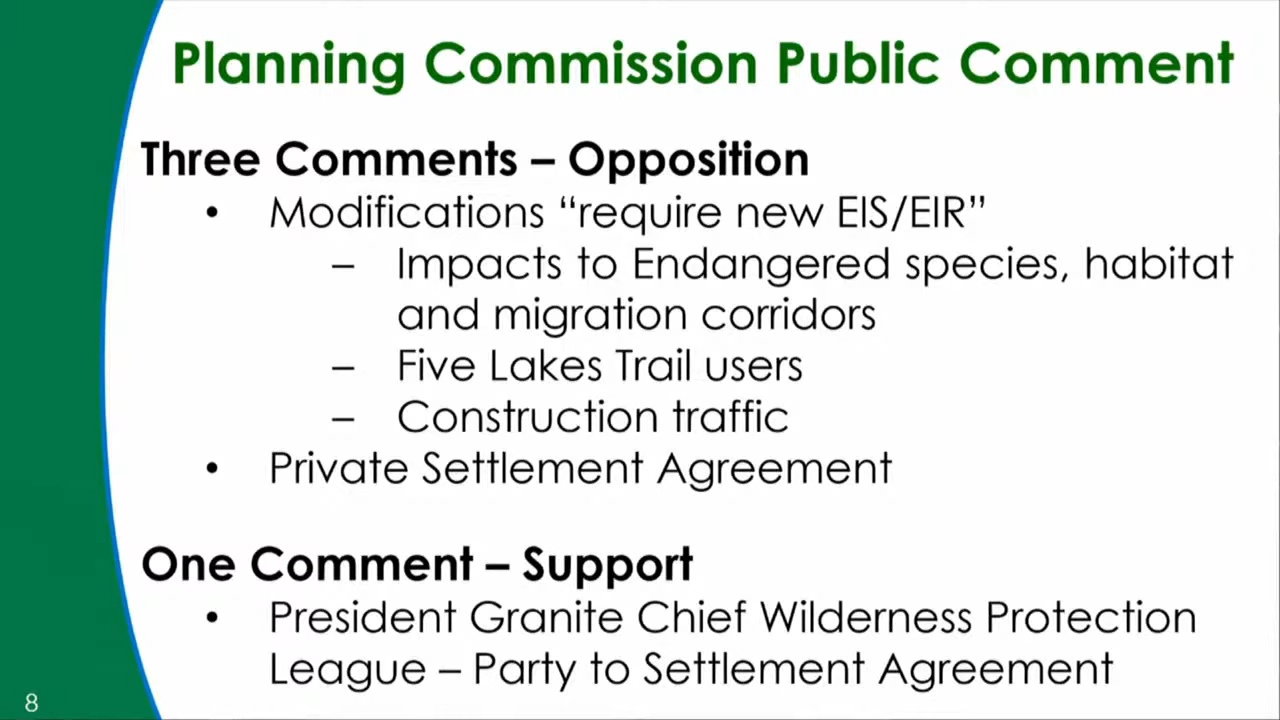 Planning Commission Public Comment
Three Comments – Opposition
• Modifications “require new EIS/EIR”
– Impacts to Endangered species, habitat
and migration corridors
– Five Lakes Trail users
– Construction traffic
• Private Settlement Agreement
One Comment – Support
• President Granite Chief Wilderness Protection
League – Party to Settlement Agreement
8